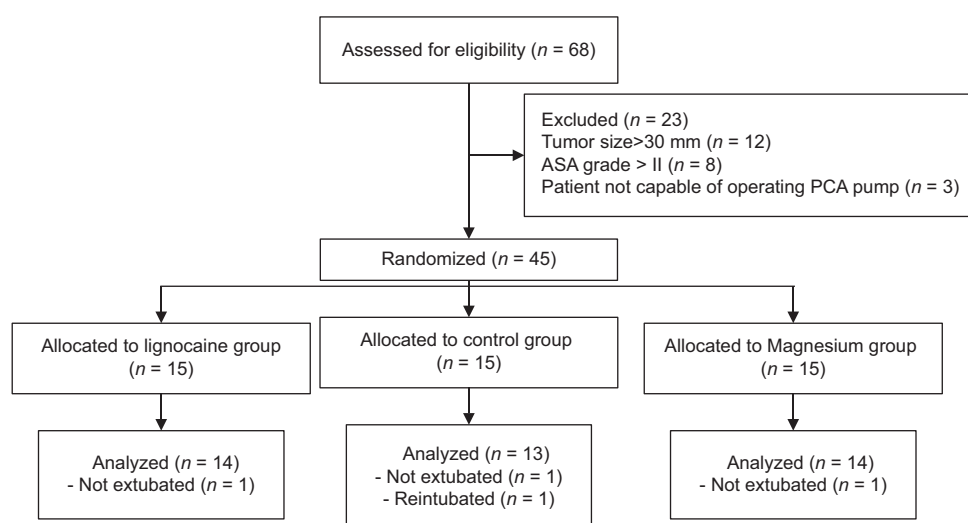 Assessed for eligibility (n = 68)
Excluded (n = 23)
Tumor size>30 mm (n = 12)
ASA grade > II (n = 8)
Patient not capable of operating PCA pump (n = 3)
Randomized (n = 45)
Allocated to lignocaine group
(n = 15)
Allocated to control group
(n = 15)
Allocated to Magnesium group
(n = 15)
Analyzed (n = 14)
- Not extubated (n = 1)
Analyzed (n = 13)
- Not extubated (n = 1)
- Reintubated (n = 1)
Analyzed (n = 14)
- Not extubated (n = 1)